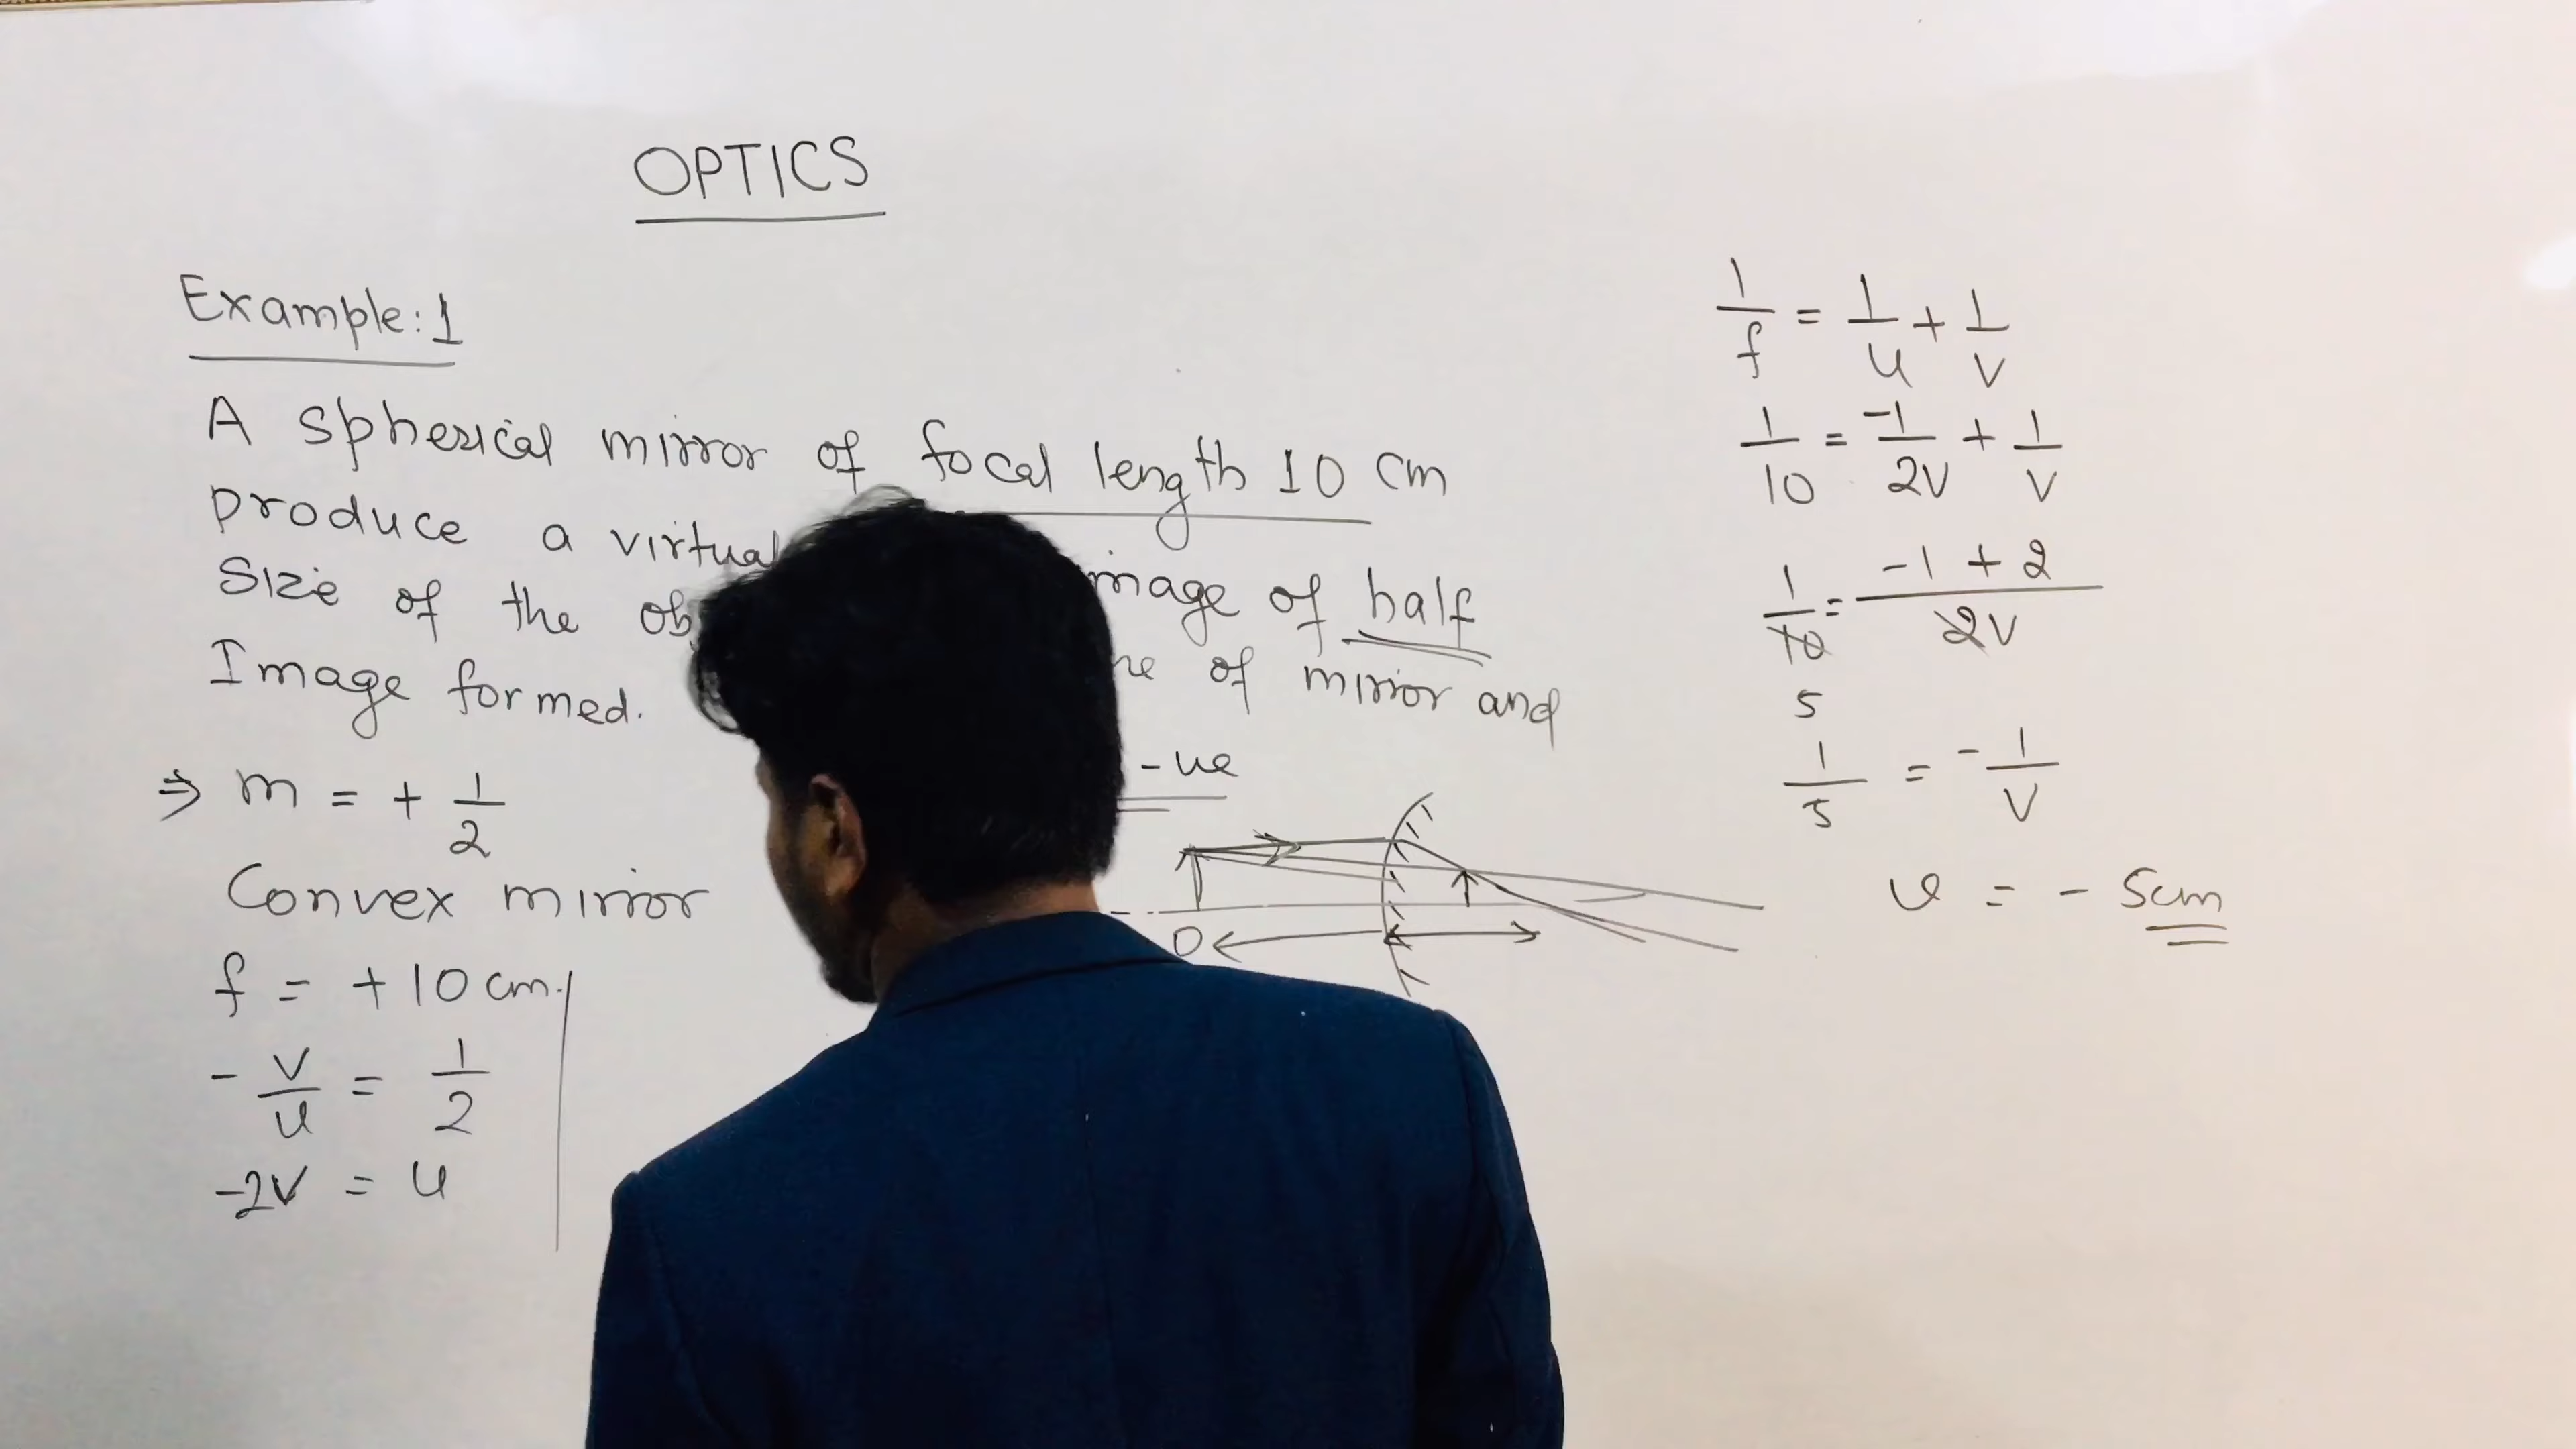 OPTICS
Example: 1
A spherical mirror of focal length 10 cm
produce a virtual image of half
Size of the of mirror and
Image formed.
-ve
⇒ m = + 1/2
Convex mirror
f = +10 cm.
- v/u = 1/2
-2v = u
O
1/f = 1/u + 1/v
1/10 = -1/2v + 1/v
1/10 = (-1 + 2)/2v
5
1/5 = - 1/v
v = - 5cm